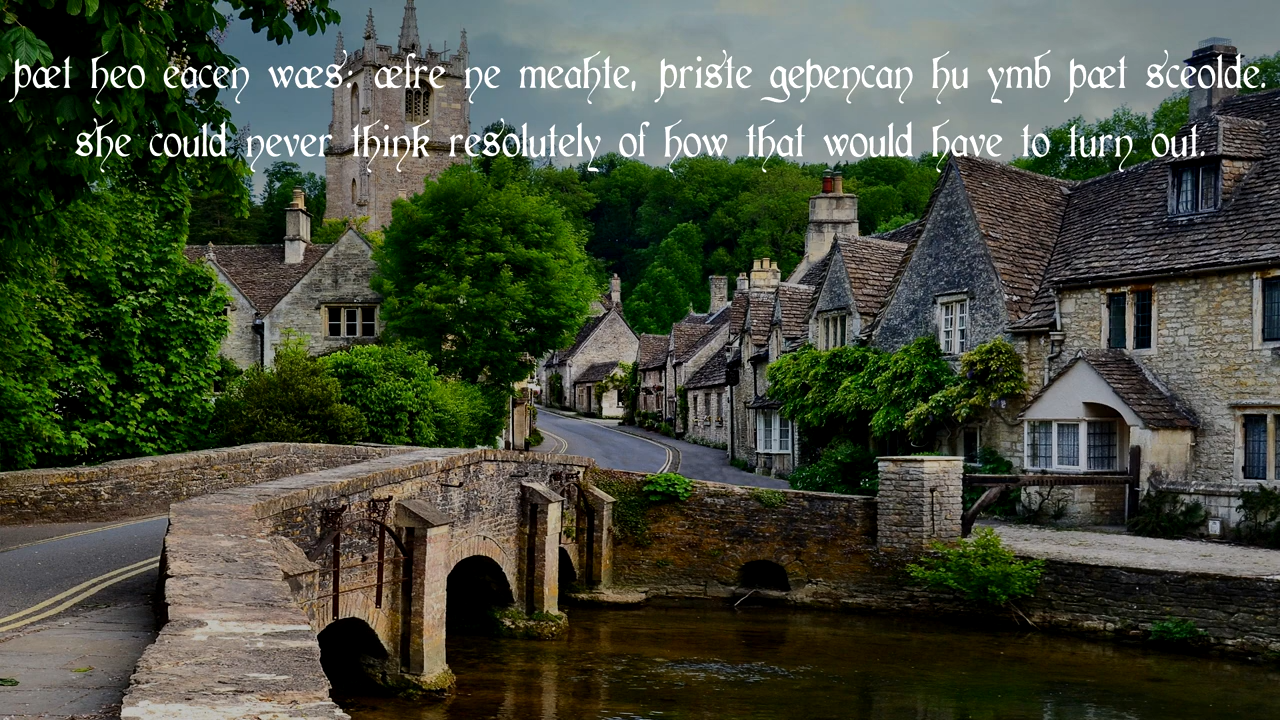 þæt heo eacen wæs: æfre ne meahte, þriste geþencan hu ymb þæt sceolde.
she could never think resolutely of how that would have to turn out.